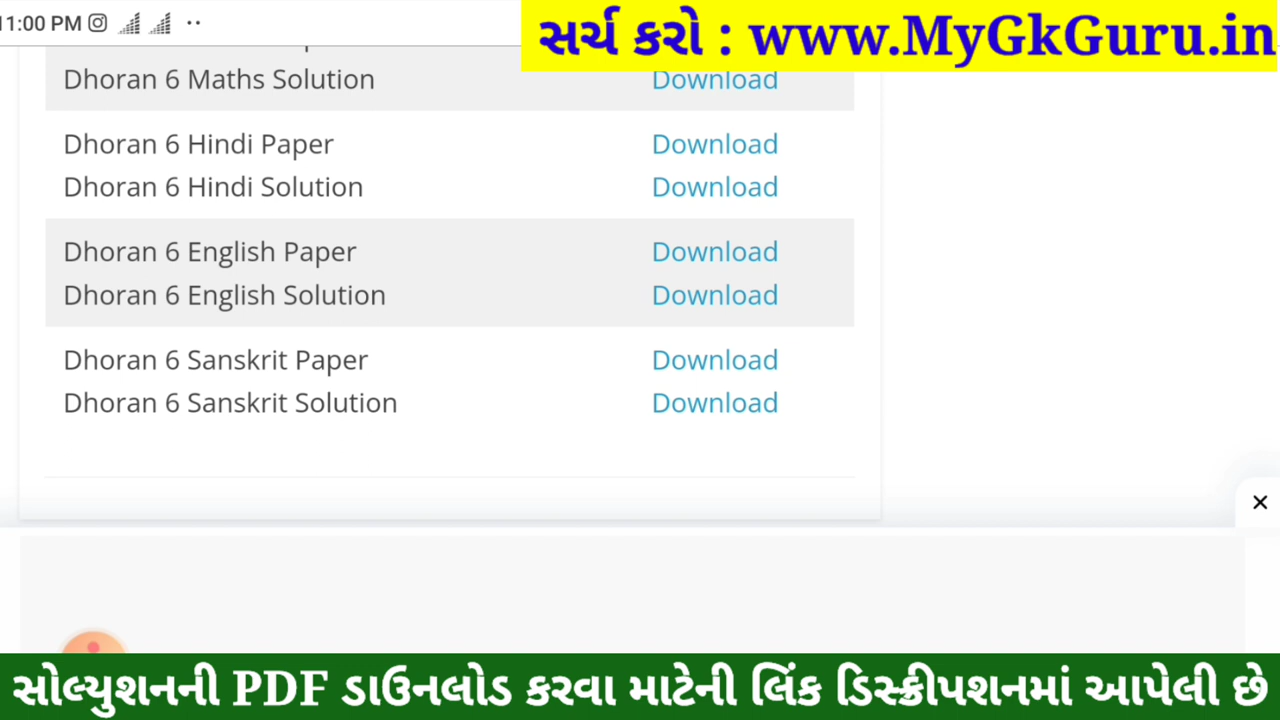 11:00 PM
સર્ચ કરો : www.MyGkGuru.in
Dhoran 6 Maths Solution Download
Dhoran 6 Hindi Paper Download
Dhoran 6 Hindi Solution Download
Dhoran 6 English Paper Download
Dhoran 6 English Solution Download
Dhoran 6 Sanskrit Paper Download
Dhoran 6 Sanskrit Solution Download
સોલ્યુશનની PDF ડાઉનલોડ કરવા માટેની લિંક ડિસ્ક્રીપશનમાં આપેલી છે